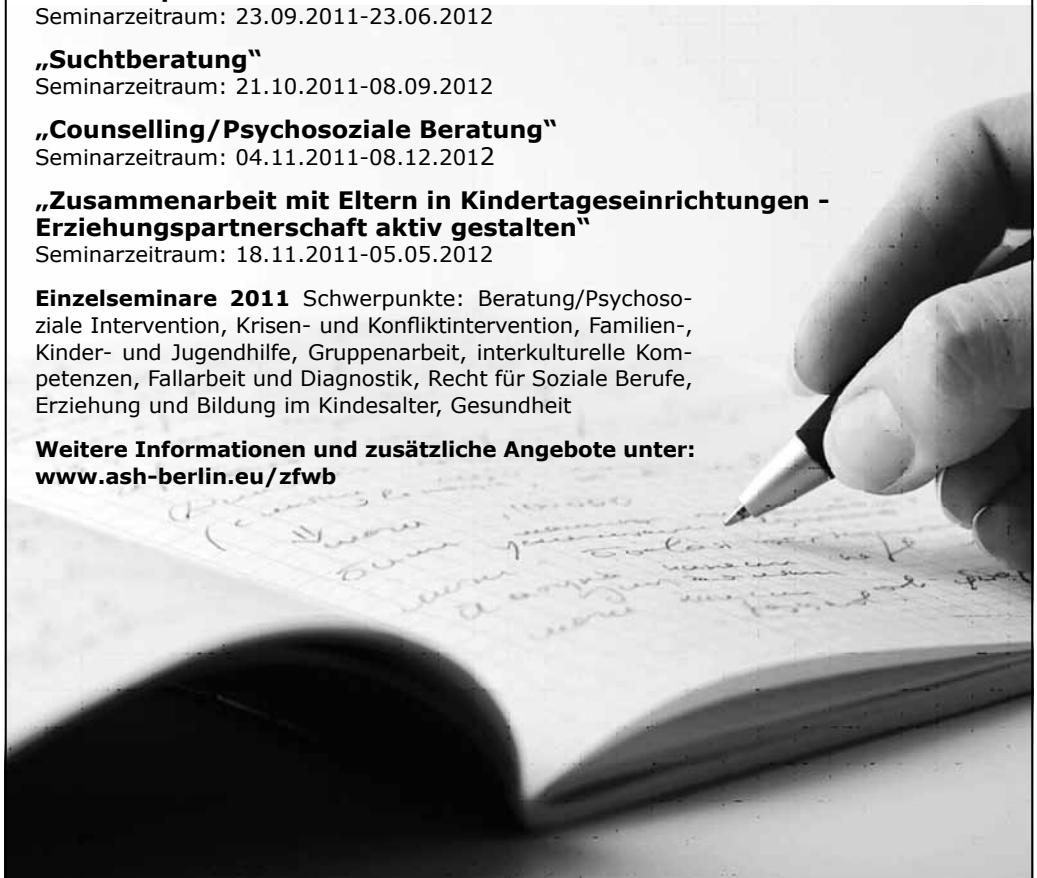 Seminarzeitraum: 23.09.2011-23.06.2012
„Suchtberatung“
Seminarzeitraum: 21.10.2011-08.09.2012
„Counselling/Psychosoziale Beratung“
Seminarzeitraum: 04.11.2011-08.12.2012
„Zusammenarbeit mit Eltern in Kindertageseinrichtungen -
Erziehungspartnerschaft aktiv gestalten“
Seminarzeitraum: 18.11.2011-05.05.2012
Einzelseminare 2011 Schwerpunkte: Beratung/Psychoso-
ziale Intervention, Krisen- und Konfliktintervention, Familien-,
Kinder- und Jugendhilfe, Gruppenarbeit, interkulturelle Kom-
petenzen, Fallarbeit und Diagnostik, Recht für Soziale Berufe,
Erziehung und Bildung im Kindesalter, Gesundheit
Weitere Informationen und zusätzliche Angebote unter:
www.ash-berlin.eu/zfwb